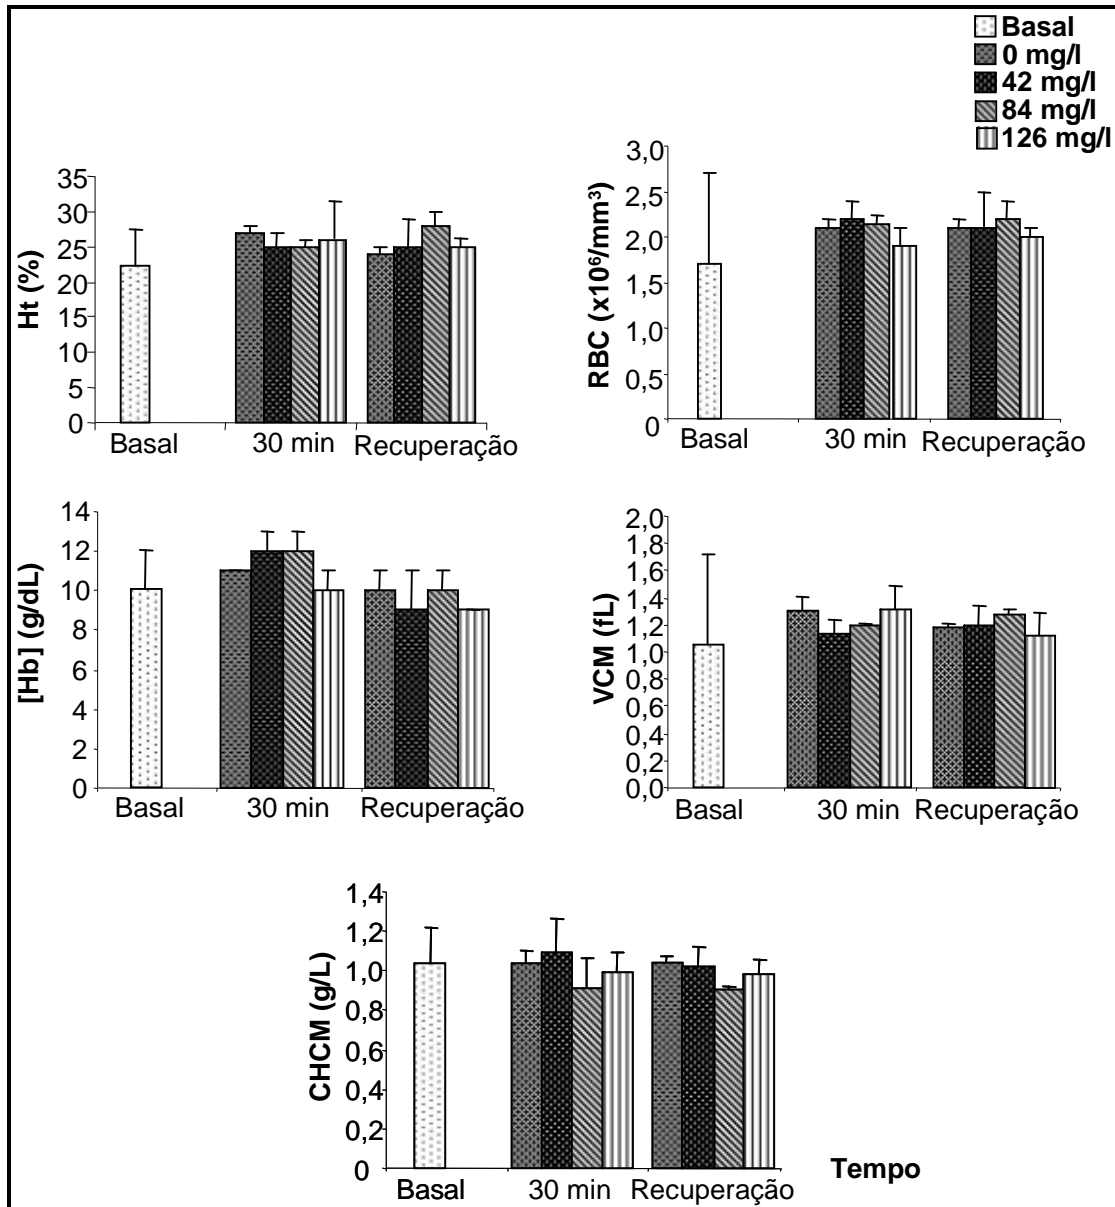 Basal
0 mg/l
42 mg/l
84 mg/l
126 mg/l
Ht (%)
35
30
25
20
15
10
5
0
Basal
30 min
Recuperação
RBC (x10⁶/mm³)
3,0
2,5
2,0
1,5
1,0
0,5
0
Basal
30 min
Recuperação
[Hb] (g/dL)
14
12
10
8
6
4
2
0
Basal
30 min
Recuperação
VCM (fL)
2,0
1,8
1,6
1,4
1,2
1,0
0,8
0,6
0,4
0,2
0,0
Basal
30 min
Recuperação
CHCM (g/L)
1,4
1,2
1,0
0,8
0,6
0,4
0,2
0
Basal
30 min
Recuperação
Tempo